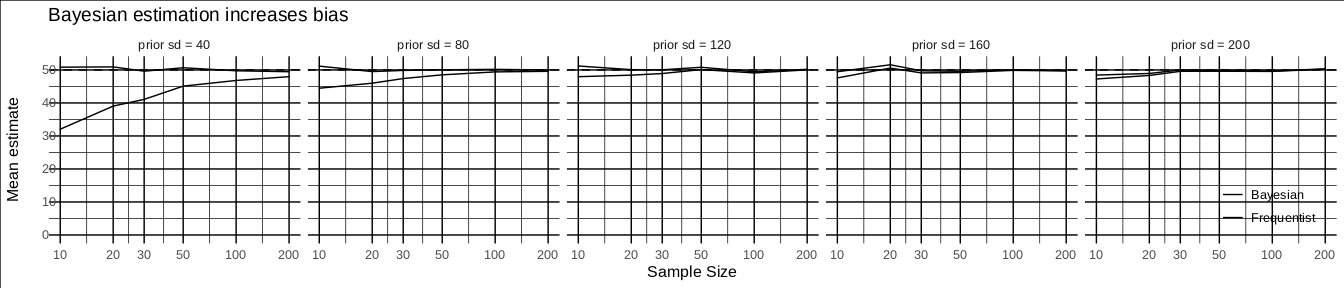 Bayesian estimation increases bias
prior sd = 40
prior sd = 80
prior sd = 120
prior sd = 160
prior sd = 200
Mean estimate
50
40
30
20
10
0
Bayesian
Frequentist
10 20 30 50 100 200
10 20 30 50 100 200
10 20 30 50 100 200
10 20 30 50 100 200
10 20 30 50 100 200
Sample Size